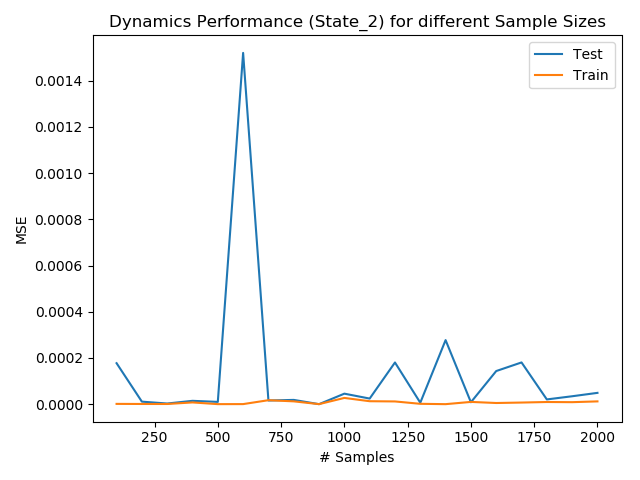 Dynamics Performance (State_2) for different Sample Sizes
Test
Train
0.0014
0.0012
0.0010
0.0008
0.0006
0.0004
0.0002
0.0000
MSE
250 500 750 1000 1250 1500 1750 2000
# Samples